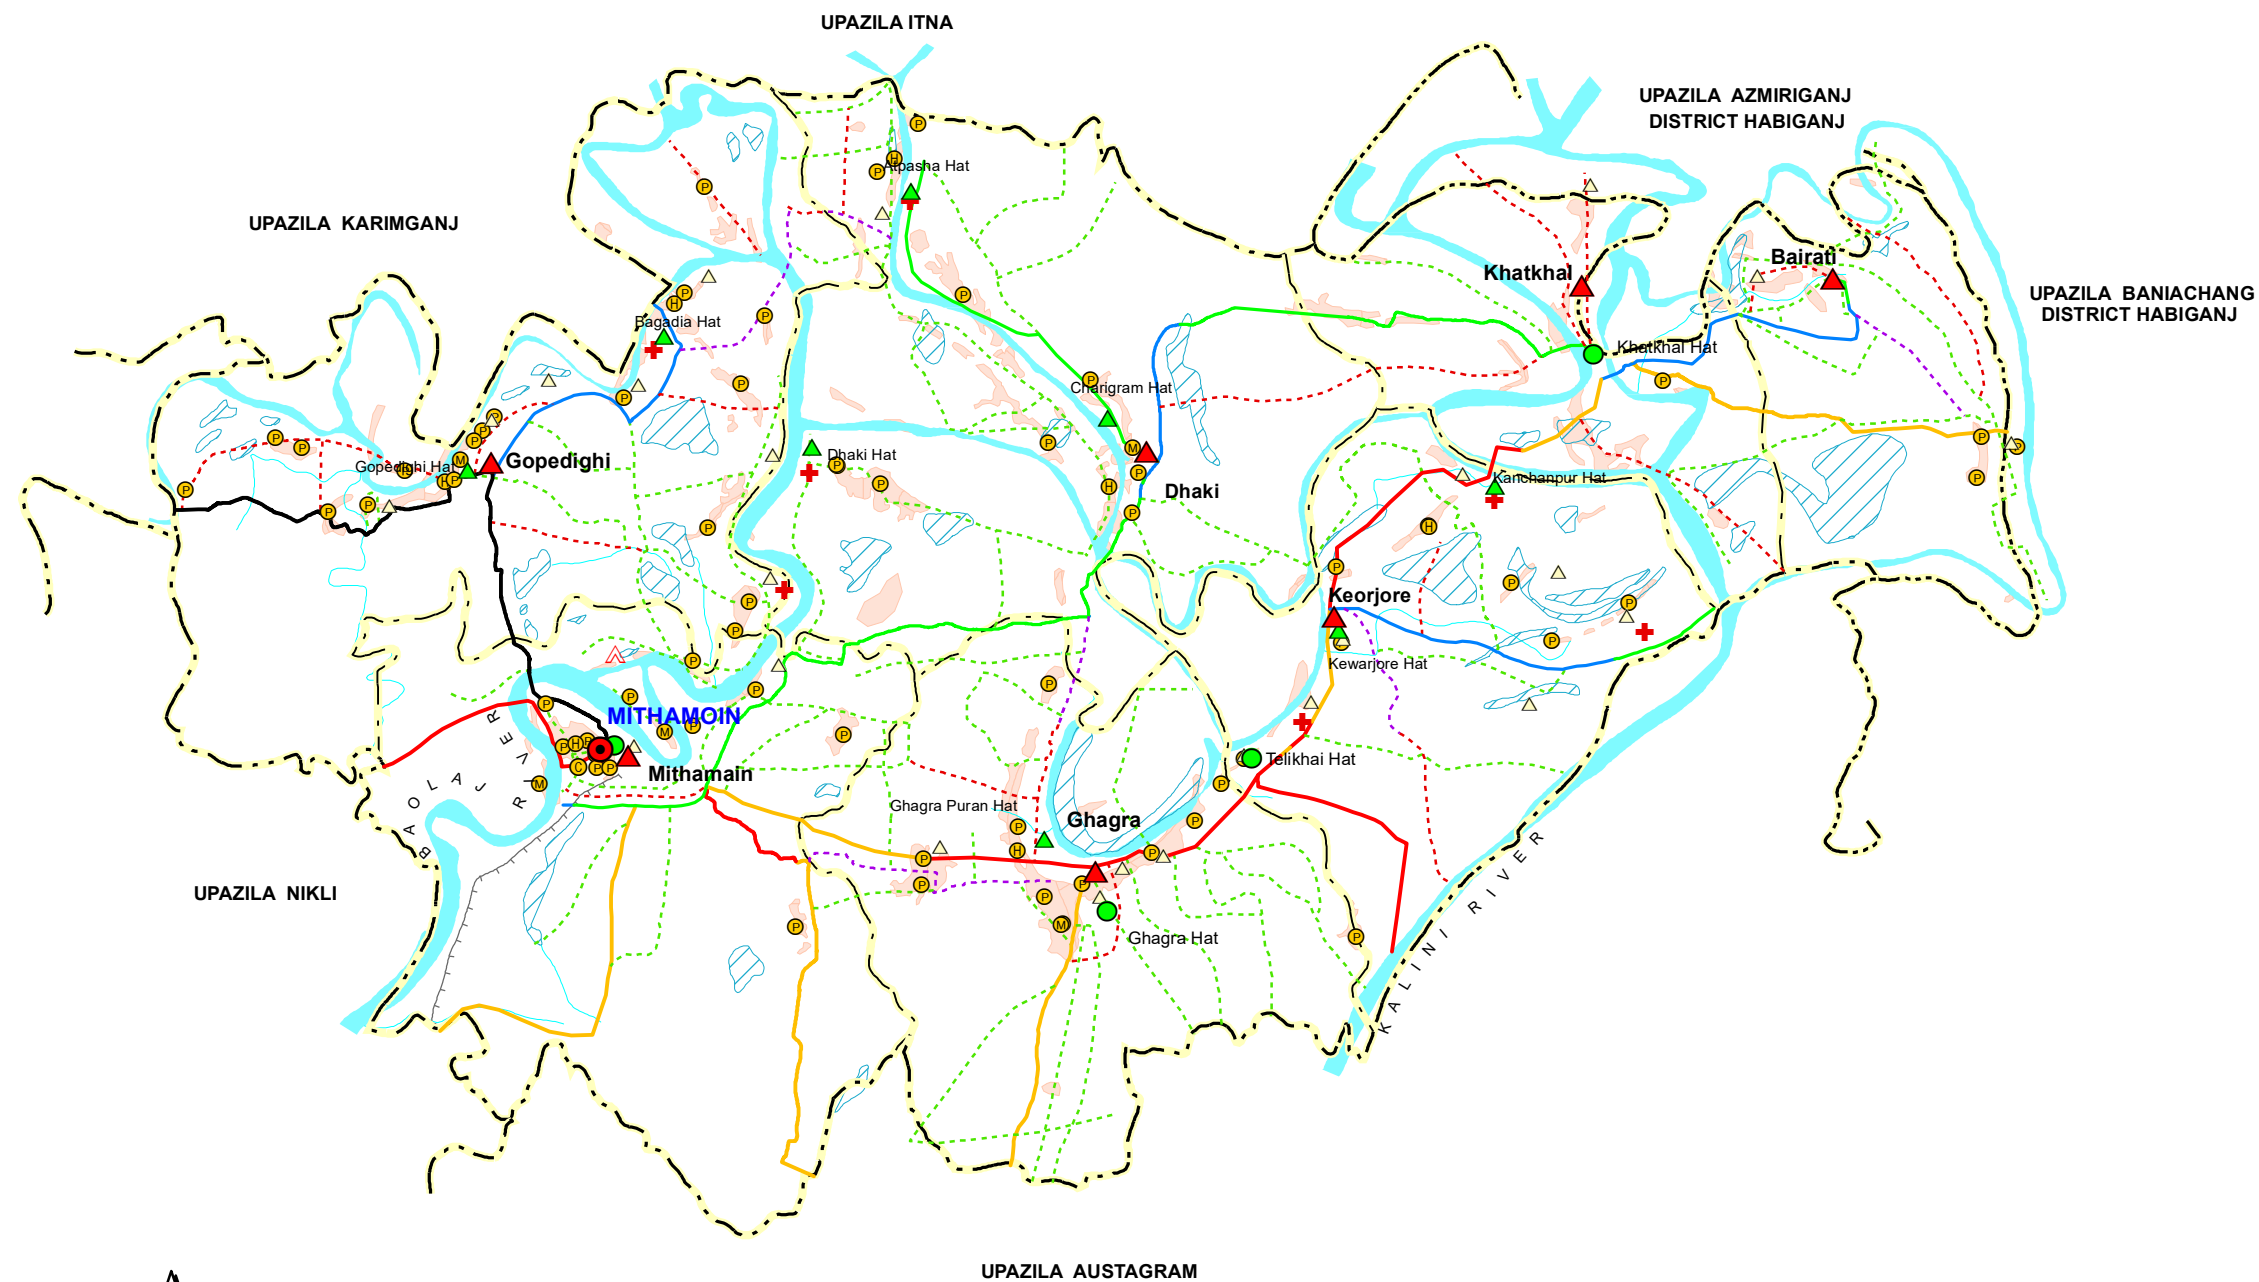 UPAZILA ITNA
UPAZILA AZMIRIGANJ
DISTRICT HABIGANJ
Atpasha Hat
UPAZILA KARIMGANJ
Bairati
Khatkhal
UPAZILA BANIACHANG
DISTRICT HABIGANJ
Bagadia Hat
Khatkhal Hat
Charigram Hat
Gopedighi Hat
Gopedighi
Dhaki Hat
Kanchanpur Hat
Dhaki
Keorjore
Kewarjore Hat
MITHAMOIN
Mithamain
Telikhai Hat
BAOLAJ RIVER
Ghagra Puran Hat
Ghagra
UPAZILA NIKLI
Ghagra Hat
KALINI RIVER
UPAZILA AUSTAGRAM